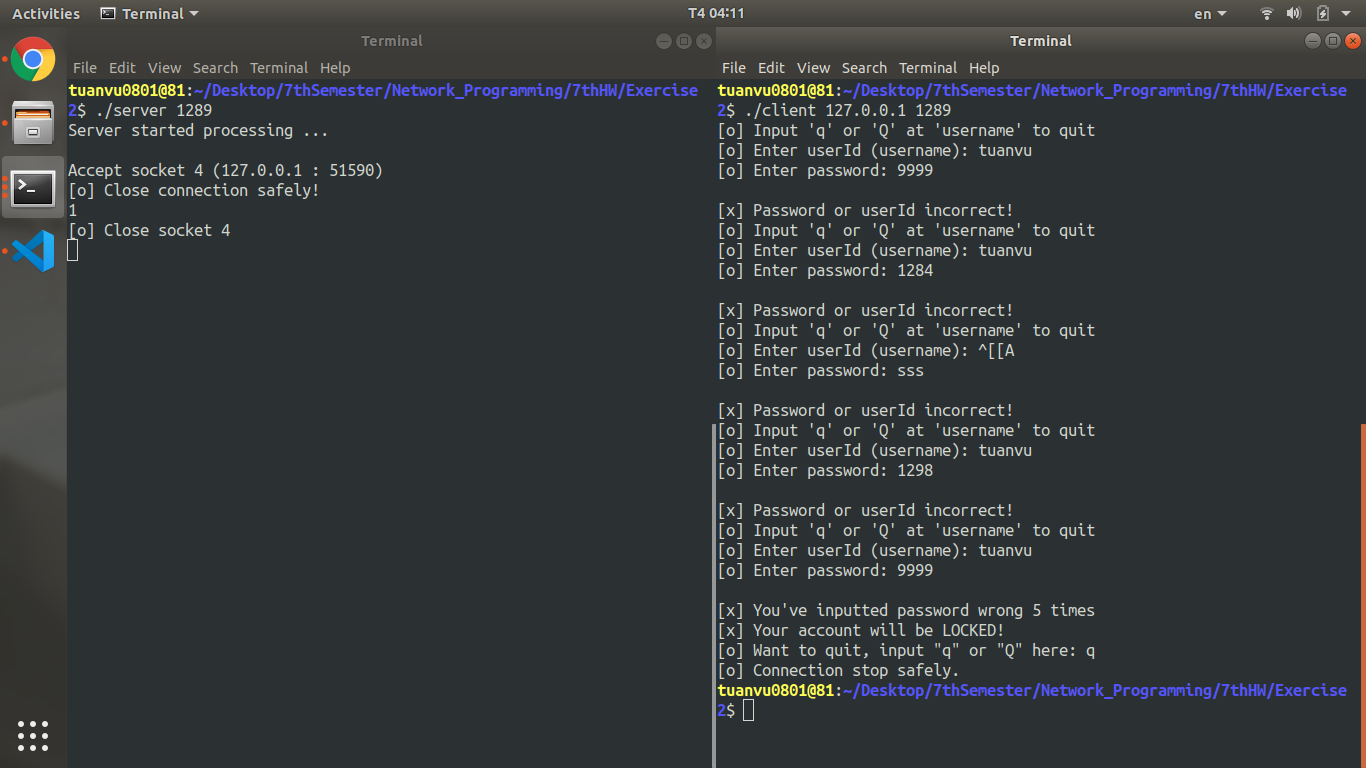 Activities Terminal T4 04:11 en
Terminal
File Edit View Search Terminal Help
tuanvu0801@81:~/Desktop/7thSemester/Network_Programming/7thHW/Exercise
2$ ./server 1289
Server started processing ...
Accept socket 4 (127.0.0.1 : 51590)
[o] Close connection safely!
1
[o] Close socket 4
Terminal
File Edit View Search Terminal Help
tuanvu0801@81:~/Desktop/7thSemester/Network_Programming/7thHW/Exercise
2$ ./client 127.0.0.1 1289
[o] Input 'q' or 'Q' at 'username' to quit
[o] Enter userId (username): tuanvu
[o] Enter password: 9999
[x] Password or userId incorrect!
[o] Input 'q' or 'Q' at 'username' to quit
[o] Enter userId (username): tuanvu
[o] Enter password: 1284
[x] Password or userId incorrect!
[o] Input 'q' or 'Q' at 'username' to quit
[o] Enter userId (username): ^[[A
[o] Enter password: sss
[x] Password or userId incorrect!
[o] Input 'q' or 'Q' at 'username' to quit
[o] Enter userId (username): tuanvu
[o] Enter password: 1298
[x] Password or userId incorrect!
[o] Input 'q' or 'Q' at 'username' to quit
[o] Enter userId (username): tuanvu
[o] Enter password: 9999
[x] You've inputted password wrong 5 times
[x] Your account will be LOCKED!
[o] Want to quit, input "q" or "Q" here: q
[o] Connection stop safely.
tuanvu0801@81:~/Desktop/7thSemester/Network_Programming/7thHW/Exercise
2$